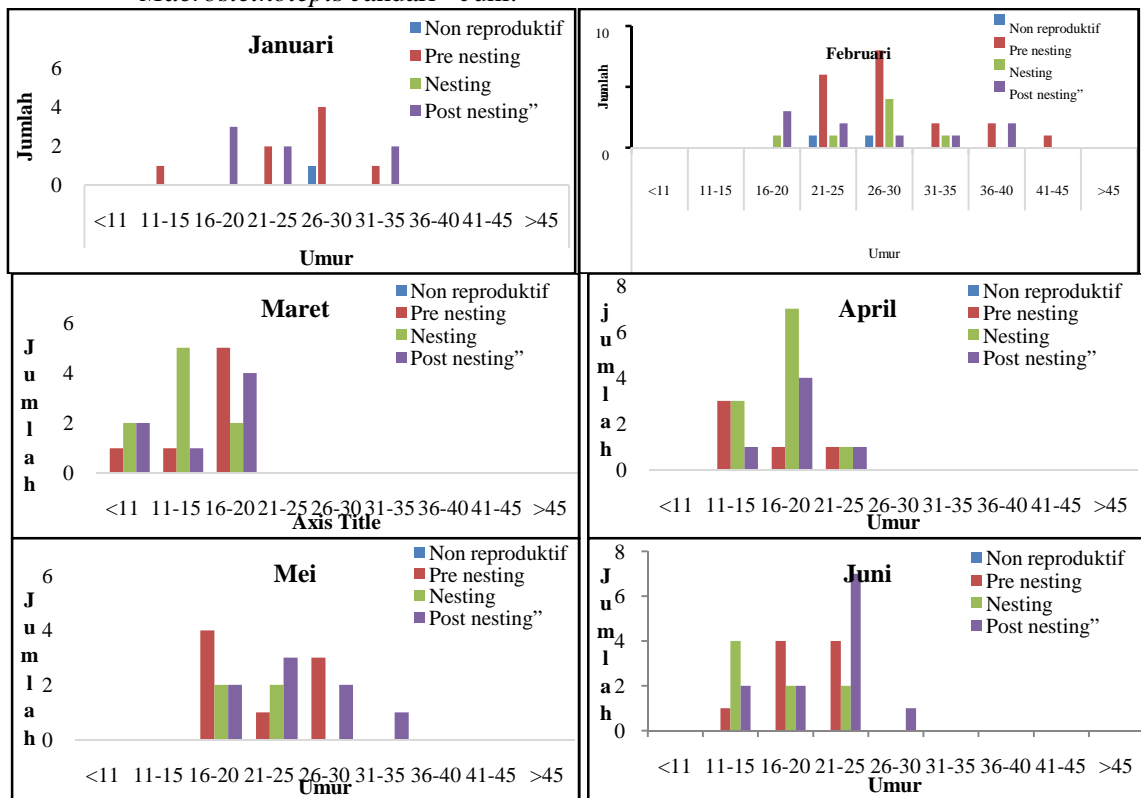 Januari
Non reproduktif
Pre nesting
Nesting
Post nesting”
Jumlah
6
4
2
0
<11 11-15 16-20 21-25 26-30 31-35 36-40 41-45 >45
Umur
Februari
Non reproduktif
Pre nesting
Nesting
Post nesting”
Jumlah
10
0
<11 11-15 16-20 21-25 26-30 31-35 36-40 41-45 >45
Umur
Maret
Non reproduktif
Pre nesting
Nesting
Post nesting”
J
u
m
l
a
h
6
4
2
0
<11 11-15 16-20 21-25 26-30 31-35 36-40 41-45 >45
Axis Title
April
Non reproduktif
Pre nesting
Nesting
Post nesting”
j
u
m
l
a
h
8
6
4
2
0
<11 11-15 16-20 21-25 26-30 31-35 36-40 41-45 >45
Umur
Mei
Non reproduktif
Pre nesting
Nesting
Post nesting”
J
u
m
l
a
h
6
4
2
0
<11 11-15 16-20 21-25 26-30 31-35 36-40 41-45 >45
Umur
Juni
Non reproduktif
Pre nesting
Nesting
Post nesting”
J
u
m
l
a
h
8
6
4
2
0
<11 11-15 16-20 21-25 26-30 31-35 36-40 41-45 >45
Umur